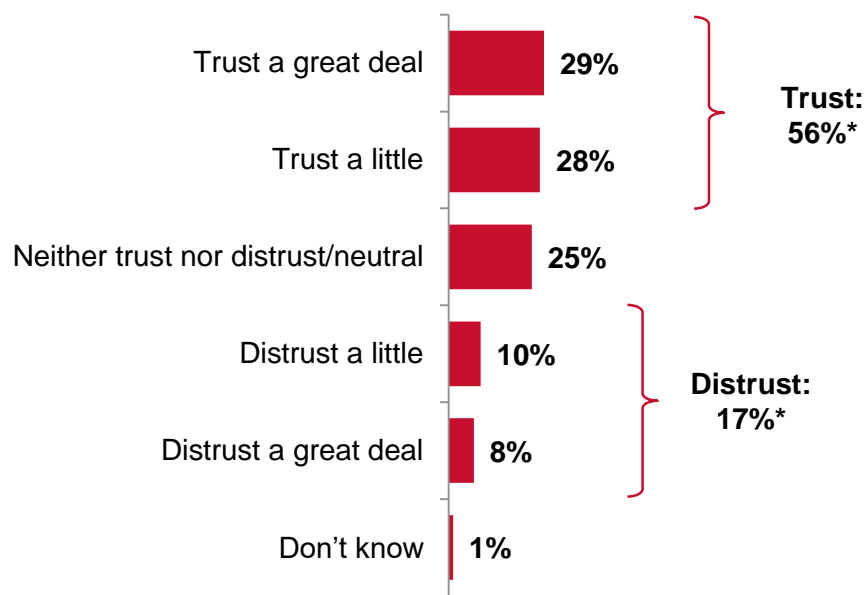 Trust a great deal 29%
Trust:
56%*
Trust a little 28%
Neither trust nor distrust/neutral 25%
Distrust a little 10%
Distrust:
17%*
Distrust a great deal 8%
Don’t know 1%